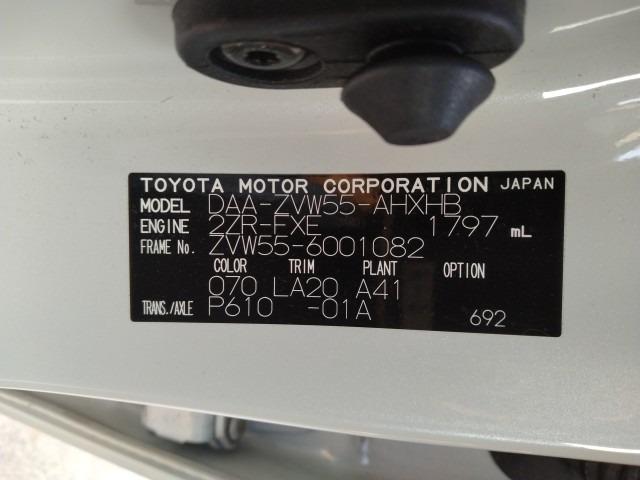 TOYOTA MOTOR CORPORATION JAPAN
MODEL DAA-ZVW55-AHXHB
ENGINE 2ZR-FXE 1797 mL
FRAME No. ZVW55-6001082
COLOR TRIM PLANT OPTION
070 LA20 A41
TRANS./AXLE P610 -01A 692